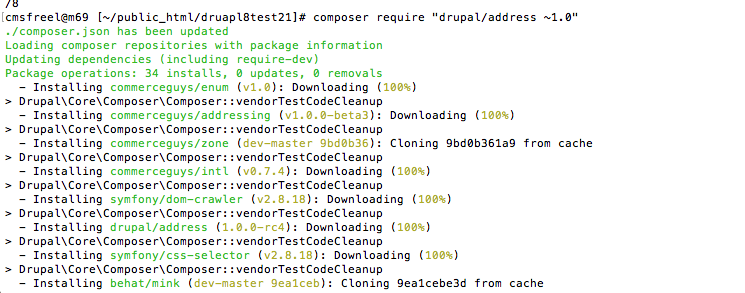 /8
[cmsfreel@m69 [~/public_html/druapl8test21]# composer require "drupal/address ~1.0"
./composer.json has been updated
Loading composer repositories with package information
Updating dependencies (including require-dev)
Package operations: 34 installs, 0 updates, 0 removals
  - Installing commerceguys/enum (v1.0): Downloading (100%)
> Drupal\Core\Composer\Composer::vendorTestCodeCleanup
  - Installing commerceguys/addressing (v1.0.0-beta3): Downloading (100%)
> Drupal\Core\Composer\Composer::vendorTestCodeCleanup
  - Installing commerceguys/zone (dev-master 9bd0b36): Cloning 9bd0b361a9 from cache
> Drupal\Core\Composer\Composer::vendorTestCodeCleanup
  - Installing commerceguys/intl (v0.7.4): Downloading (100%)
> Drupal\Core\Composer\Composer::vendorTestCodeCleanup
  - Installing symfony/dom-crawler (v2.8.18): Downloading (100%)
> Drupal\Core\Composer\Composer::vendorTestCodeCleanup
  - Installing drupal/address (1.0.0-rc4): Downloading (100%)
> Drupal\Core\Composer\Composer::vendorTestCodeCleanup
  - Installing symfony/css-selector (v2.8.18): Downloading (100%)
> Drupal\Core\Composer\Composer::vendorTestCodeCleanup
  - Installing behat/mink (dev-master 9ea1ceb): Cloning 9ea1cebe3d from cache